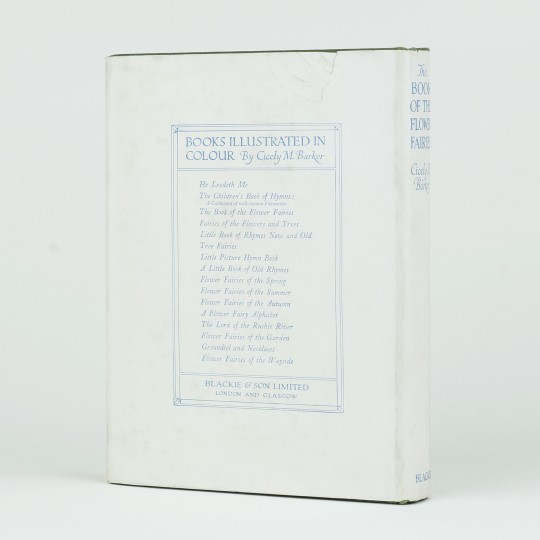 BOOKS ILLUSTRATED IN
COLOUR By Cicely M. Barker
He Leadeth Me
The Children's Book of Hymns:
The Book of the Flower Fairies
Fairies of the Flowers and Trees
Little Book of Rhymes New and Old
Tree Fairies
Little Picture Hymn Book
A Little Book of Old Rhymes
Flower Fairies of the Spring
Flower Fairies of the Summer
Flower Fairies of the Autumn
A Flower Fairy Alphabet
The Lord of the Rushie River
Flower Fairies of the Garden
Groundsel and Necklaces
Flower Fairies of the Wayside
BLACKIE & SON LIMITED
LONDON AND GLASGOW
The
BOOK
OF THE
FLOWER
FAIRIES
Cicely M.
Barker
BLACKIE